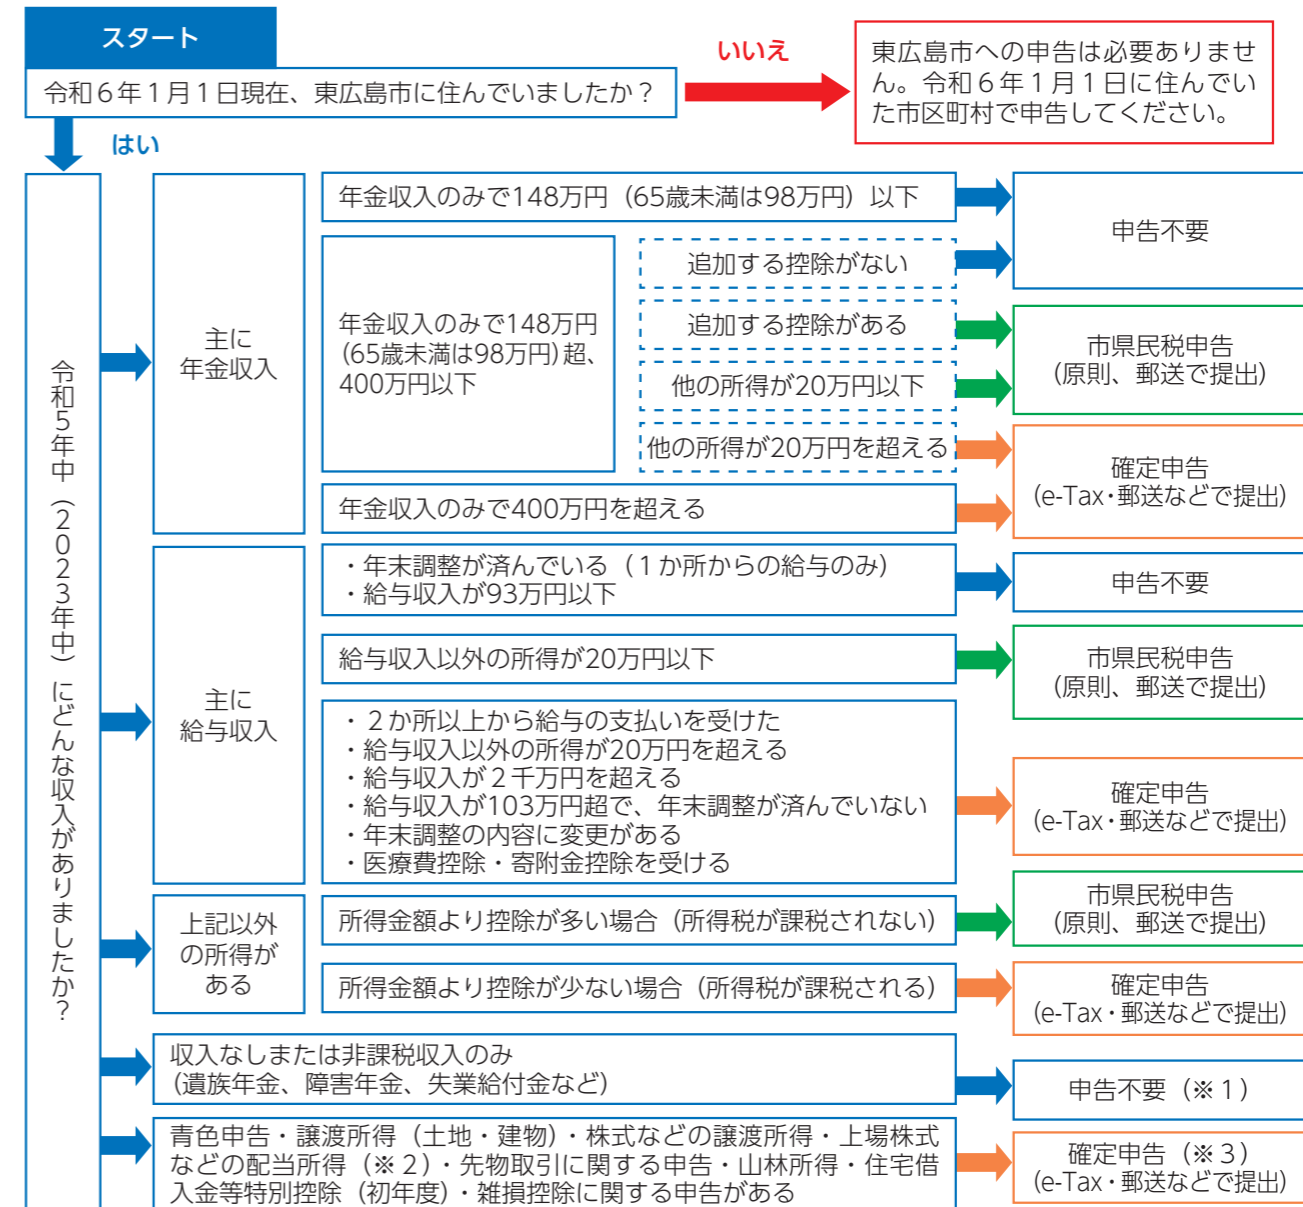 スタート
令和６年１月１日現在、東広島市に住んでいましたか？
いいえ
東広島市への申告は必要ありませ
ん。令和６年１月１日に住んでい
た市区町村で申告してください。
はい
令和５年中（２０２３年中）にどんな収入がありましたか？
主に
年金収入
年金収入のみで148万円（65歳未満は98万円）以下
申告不要
年金収入のみで148万円
(65歳未満は98万円)超、
400万円以下
追加する控除がない
追加する控除がある
他の所得が20万円以下
市県民税申告
(原則、郵送で提出)
他の所得が20万円を超える
年金収入のみで400万円を超える
確定申告
(e-Tax・郵送などで提出)
主に
給与収入
・年末調整が済んでいる（１か所からの給与のみ）
・給与収入が93万円以下
申告不要
給与収入以外の所得が20万円以下
市県民税申告
(原則、郵送で提出)
・２か所以上から給与の支払いを受けた
・給与収入以外の所得が20万円を超える
・給与収入が２千万円を超える
・給与収入が103万円超で、年末調整が済んでいない
・年末調整の内容に変更がある
・医療費控除・寄附金控除を受ける
確定申告
(e-Tax・郵送などで提出)
上記以外
の所得が
ある
所得金額より控除が多い場合（所得税が課税されない）
市県民税申告
(原則、郵送で提出)
所得金額より控除が少ない場合（所得税が課税される）
確定申告
(e-Tax・郵送などで提出)
収入なしまたは非課税収入のみ
（遺族年金、障害年金、失業給付金など）
申告不要（※１）
青色申告・譲渡所得（土地・建物）・株式などの譲渡所得・上場株式
などの配当所得（※２）・先物取引に関する申告・山林所得・住宅借
入金等特別控除（初年度）・雑損控除に関する申告がある
確定申告（※３）
(e-Tax・郵送などで提出)